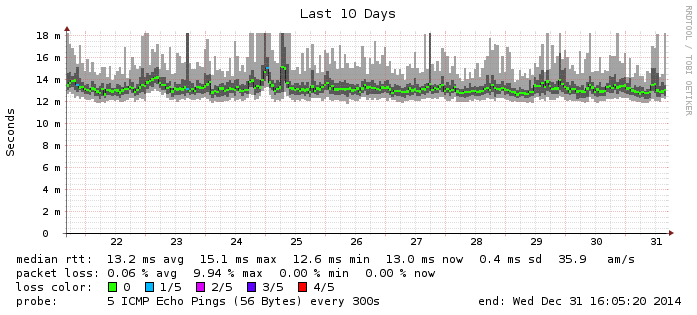 Last 10 Days
RRDTOOL / TOBI OETIKER
Seconds
18 m
16 m
14 m
12 m
10 m
8 m
6 m
4 m
2 m
0
22 23 24 25 26 27 28 29 30 31
median rtt: 13.2 ms avg 15.1 ms max 12.6 ms min 13.0 ms now 0.4 ms sd 35.9 am/s
packet loss: 0.06 % avg 9.94 % max 0.00 % min 0.00 % now
loss color: 0 1/5 2/5 3/5 4/5
probe: 5 ICMP Echo Pings (56 Bytes) every 300s end: Wed Dec 31 16:05:20 2014